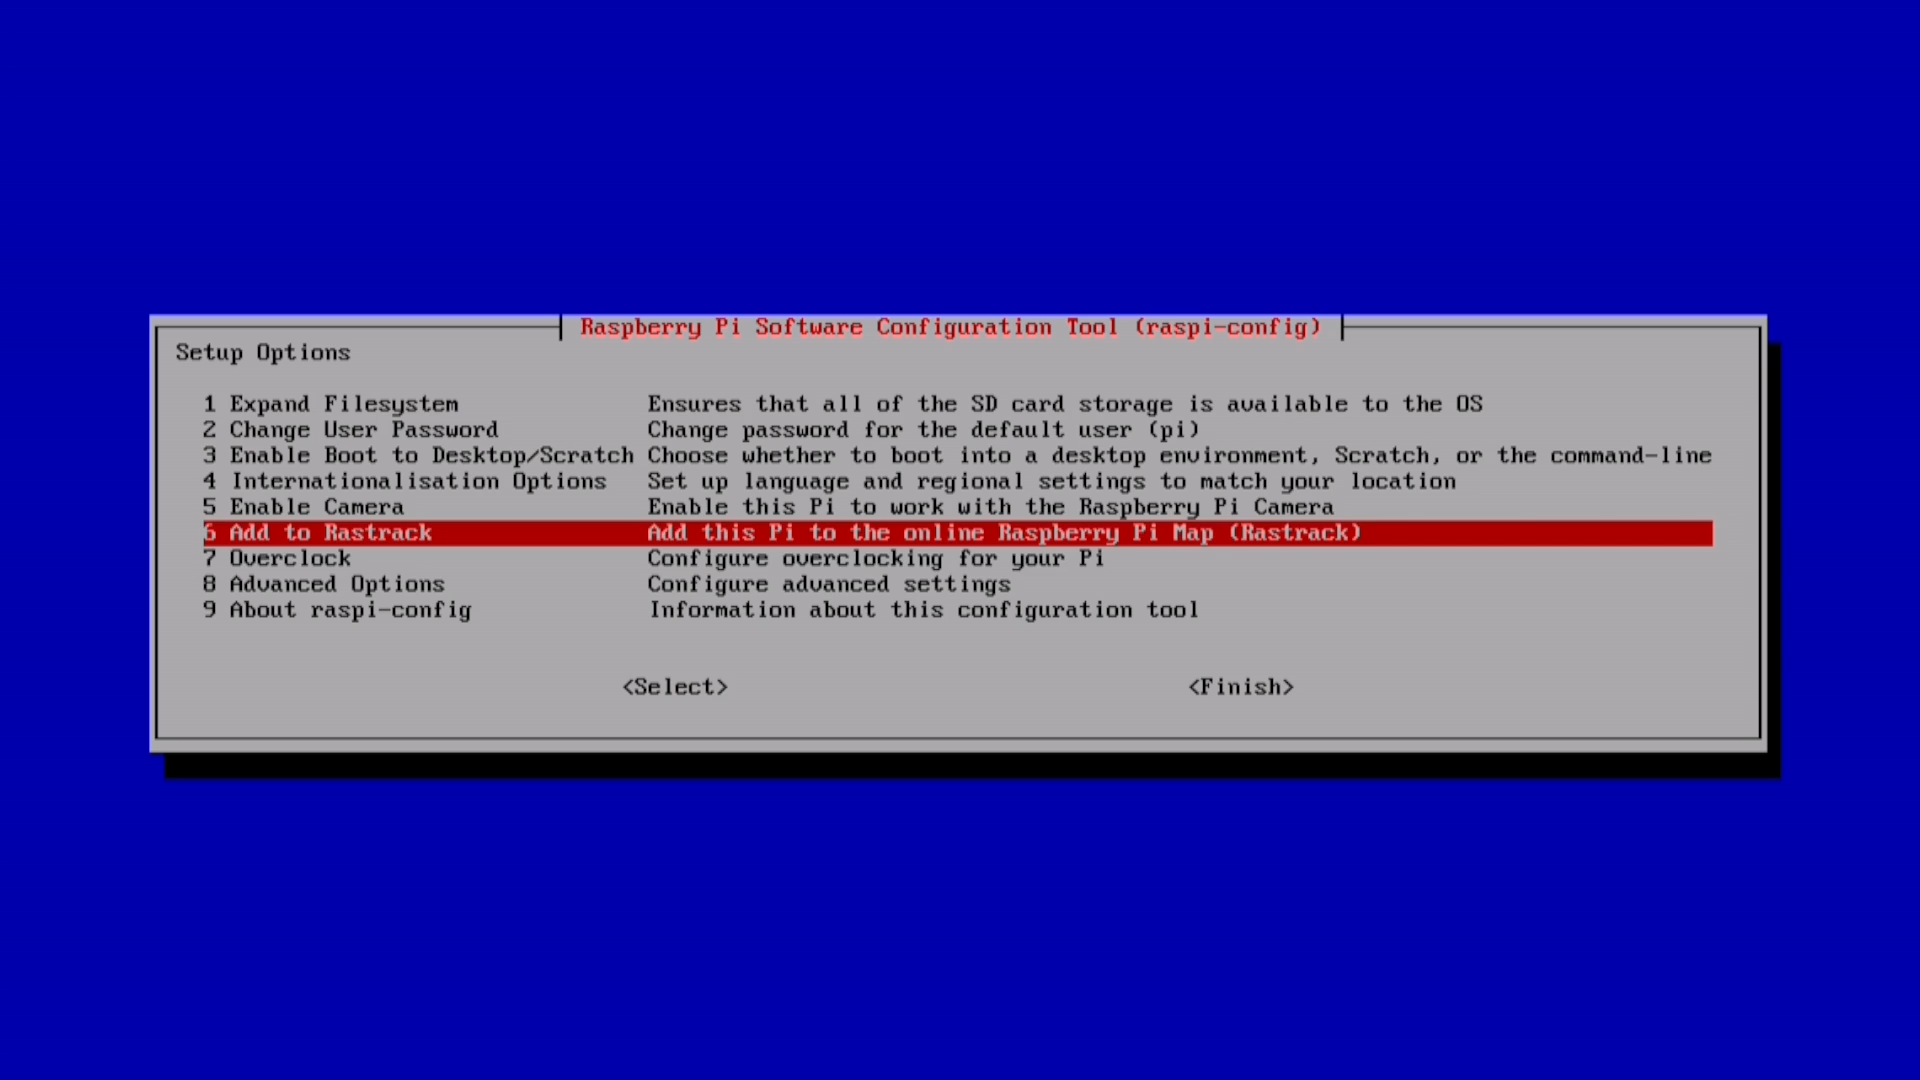 Raspberry Pi Software Configuration Tool (raspi-config)
Setup Options
1 Expand Filesystem Ensures that all of the SD card storage is available to the OS
2 Change User Password Change password for the default user (pi)
3 Enable Boot to Desktop/Scratch Choose whether to boot into a desktop environment, Scratch, or the command-line
4 Internationalisation Options Set up language and regional settings to match your location
5 Enable Camera Enable this Pi to work with the Raspberry Pi Camera
6 Add to Rastrack Add this Pi to the online Raspberry Pi Map (Rastrack)
7 Overclock Configure overclocking for your Pi
8 Advanced Options Configure advanced settings
9 About raspi-config Information about this configuration tool
<Select> <Finish>